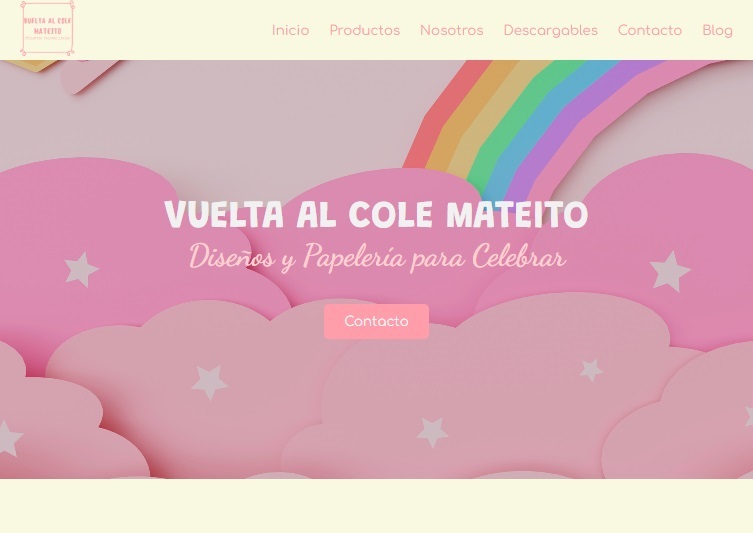 VUELTA AL COLE
MATEITO
Inicio Productos Nosotros Descargables Contacto Blog
VUELTA AL COLE MATEITO
Diseños y Papelería para Celebrar
Contacto